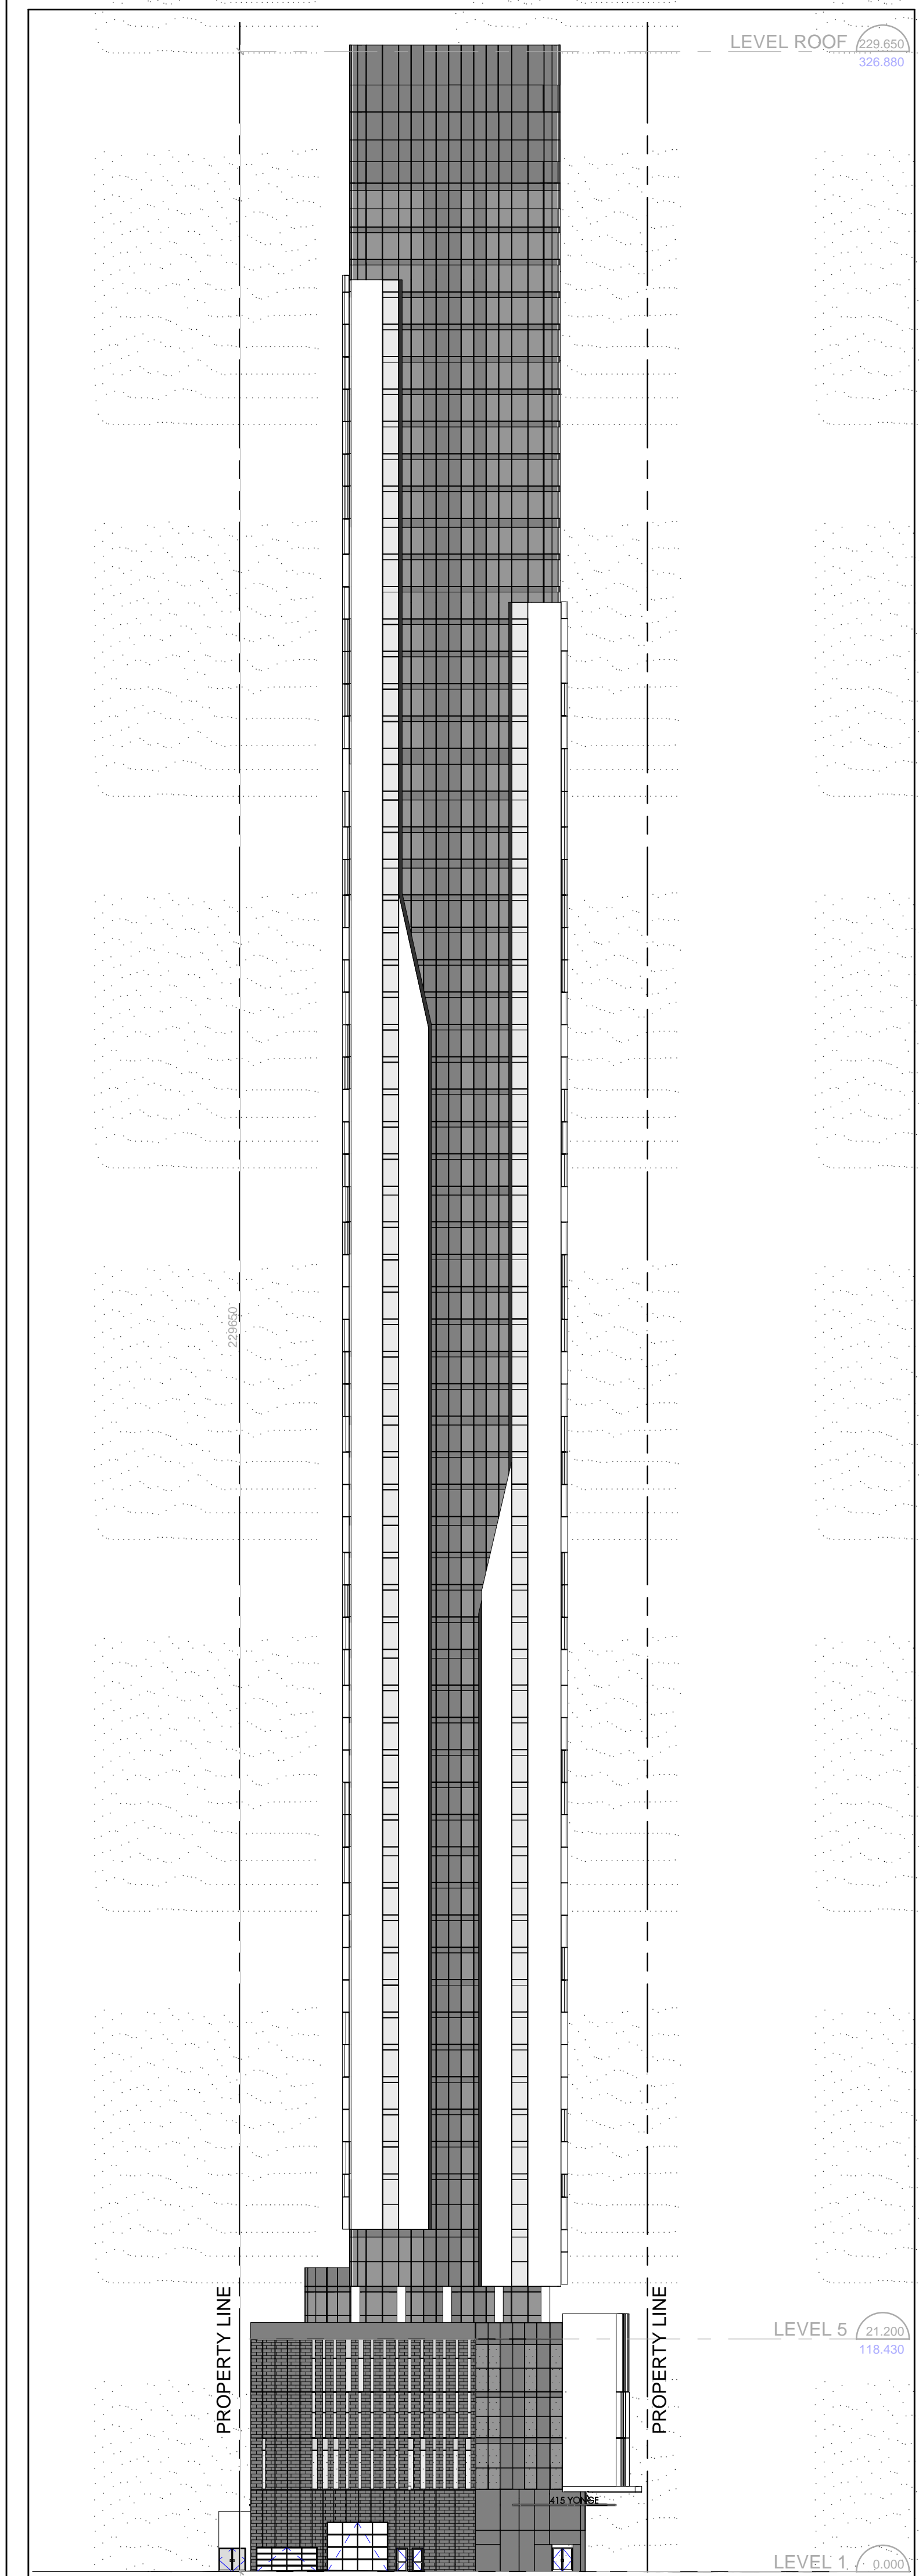 LEVEL ROOF 229.650
326.880
229650
PROPERTY LINE
PROPERTY LINE
LEVEL 5 21.200
118.430
415 YONGE
LEVEL 1 0.000